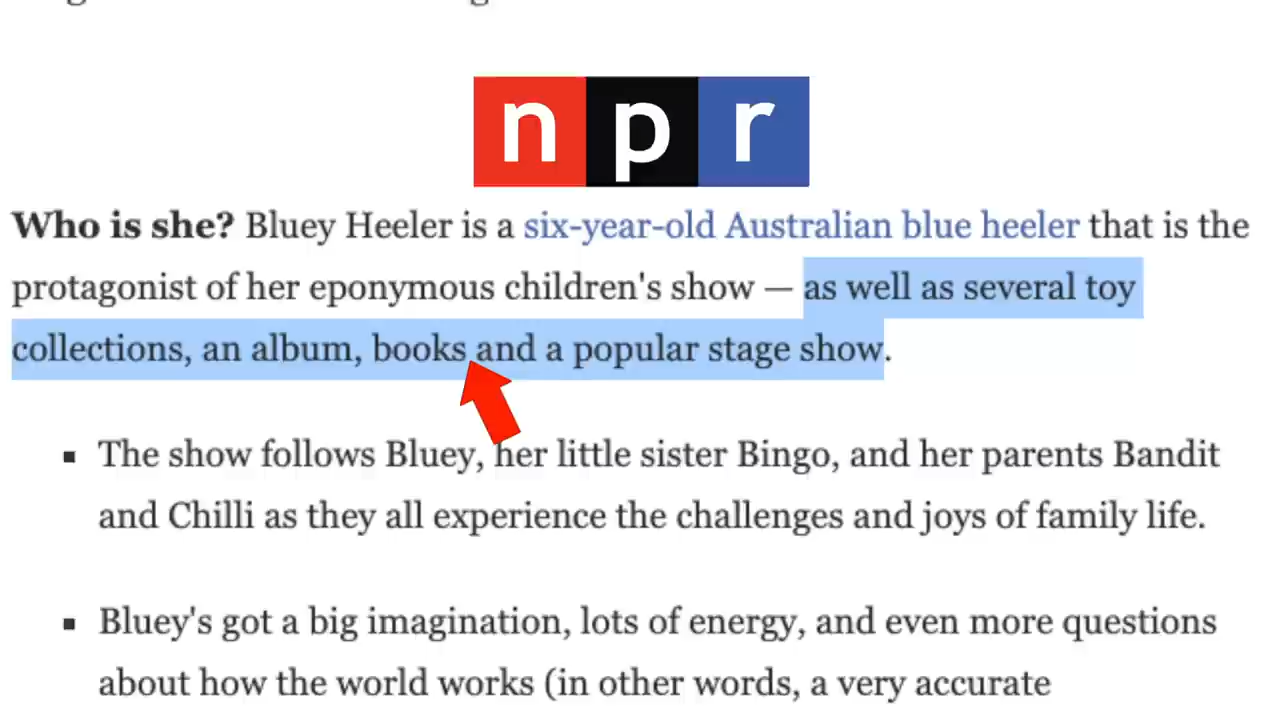 npr
Who is she? Bluey Heeler is a six-year-old Australian blue heeler that is the
protagonist of her eponymous children's show — as well as several toy
collections, an album, books and a popular stage show.
▪ The show follows Bluey, her little sister Bingo, and her parents Bandit
and Chilli as they all experience the challenges and joys of family life.
▪ Bluey's got a big imagination, lots of energy, and even more questions
about how the world works (in other words, a very accurate